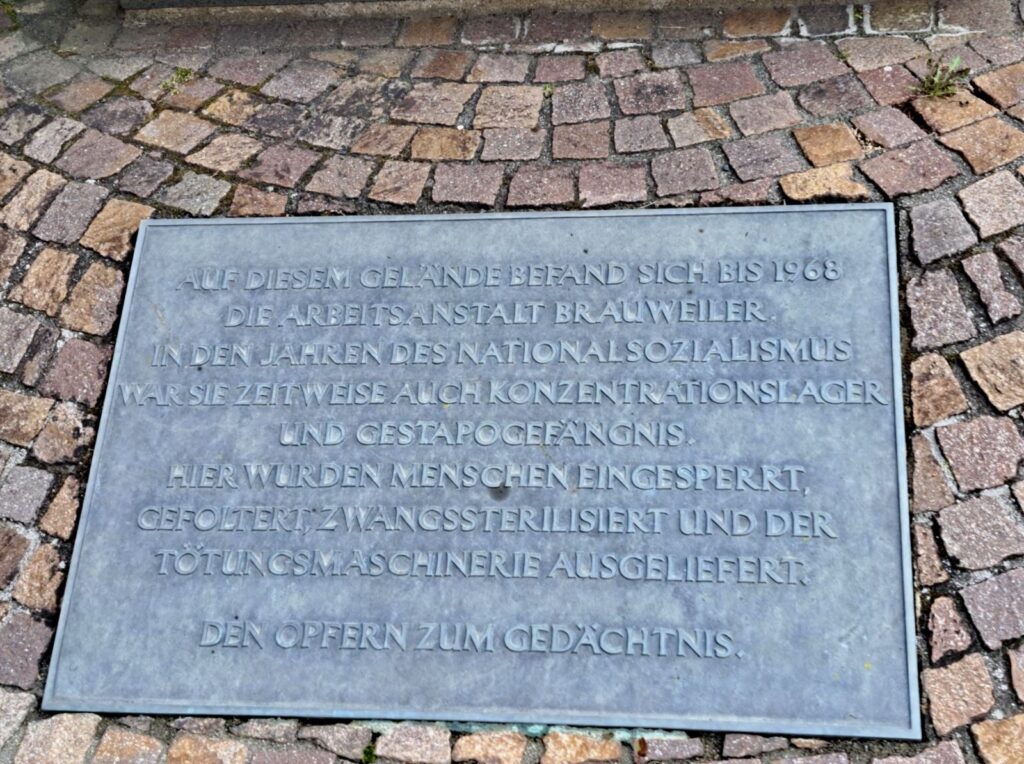 AUF DIESEM GELÄNDE BEFAND SICH BIS 1968
DIE ARBEITSANSTALT BRAUWEILER.
IN DEN JAHREN DES NATIONALSOZIALISMUS
WAR SIE ZEITWEISE AUCH KONZENTRATIONSLAGER
UND GESTAPOGEFÄNGNIS.
HIER WURDEN MENSCHEN EINGESPERRT,
GEFOLTERT, ZWANGSSTERILISIERT UND DER
TÖTUNGSMASCHINERIE AUSGELIEFERT.
DEN OPFERN ZUM GEDÄCHTNIS.